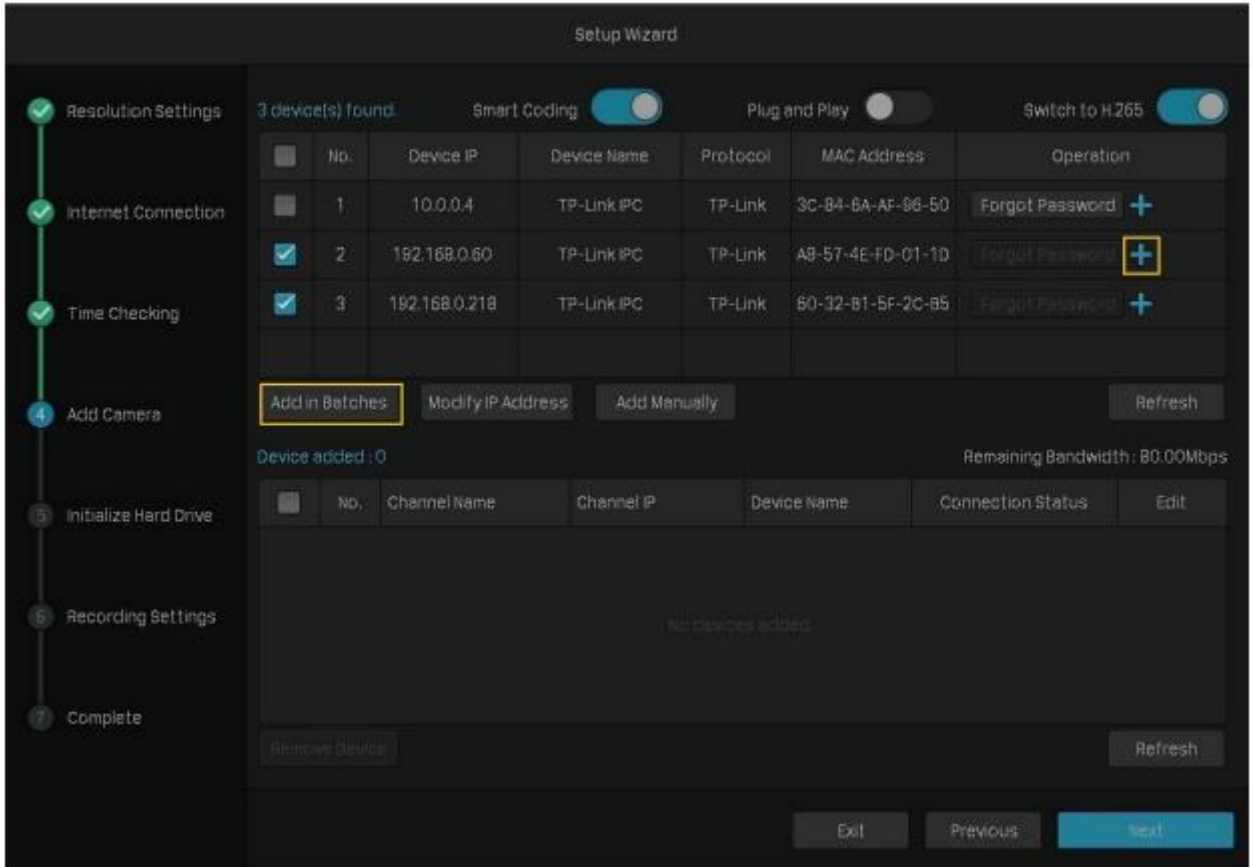 Setup Wizard
Resolution Settings
Internet Connection
Time Checking
4 Add Camera
5 Initialize Hard Drive
6 Recording Settings
7 Complete
3 device(s) found. Smart Coding Plug and Play Switch to H.265
No. Device IP Device Name Protocol MAC Address Operation
1 10.0.0.4 TP-Link IPC TP-Link 3C-84-6A-AF-96-50 Forgot Password
2 192.168.0.60 TP-Link IPC TP-Link A8-57-4E-FD-01-1D Forgot Password
3 192.168.0.218 TP-Link IPC TP-Link 60-32-B1-5F-2C-B5 Forgot Password
Add in Batches Modify IP Address Add Manually Refresh
Device added : 0 Remaining Bandwidth : 80.00Mbps
No. Channel Name Channel IP Device Name Connection Status Edit
No devices added
Remove Device Refresh
Exit Previous Next